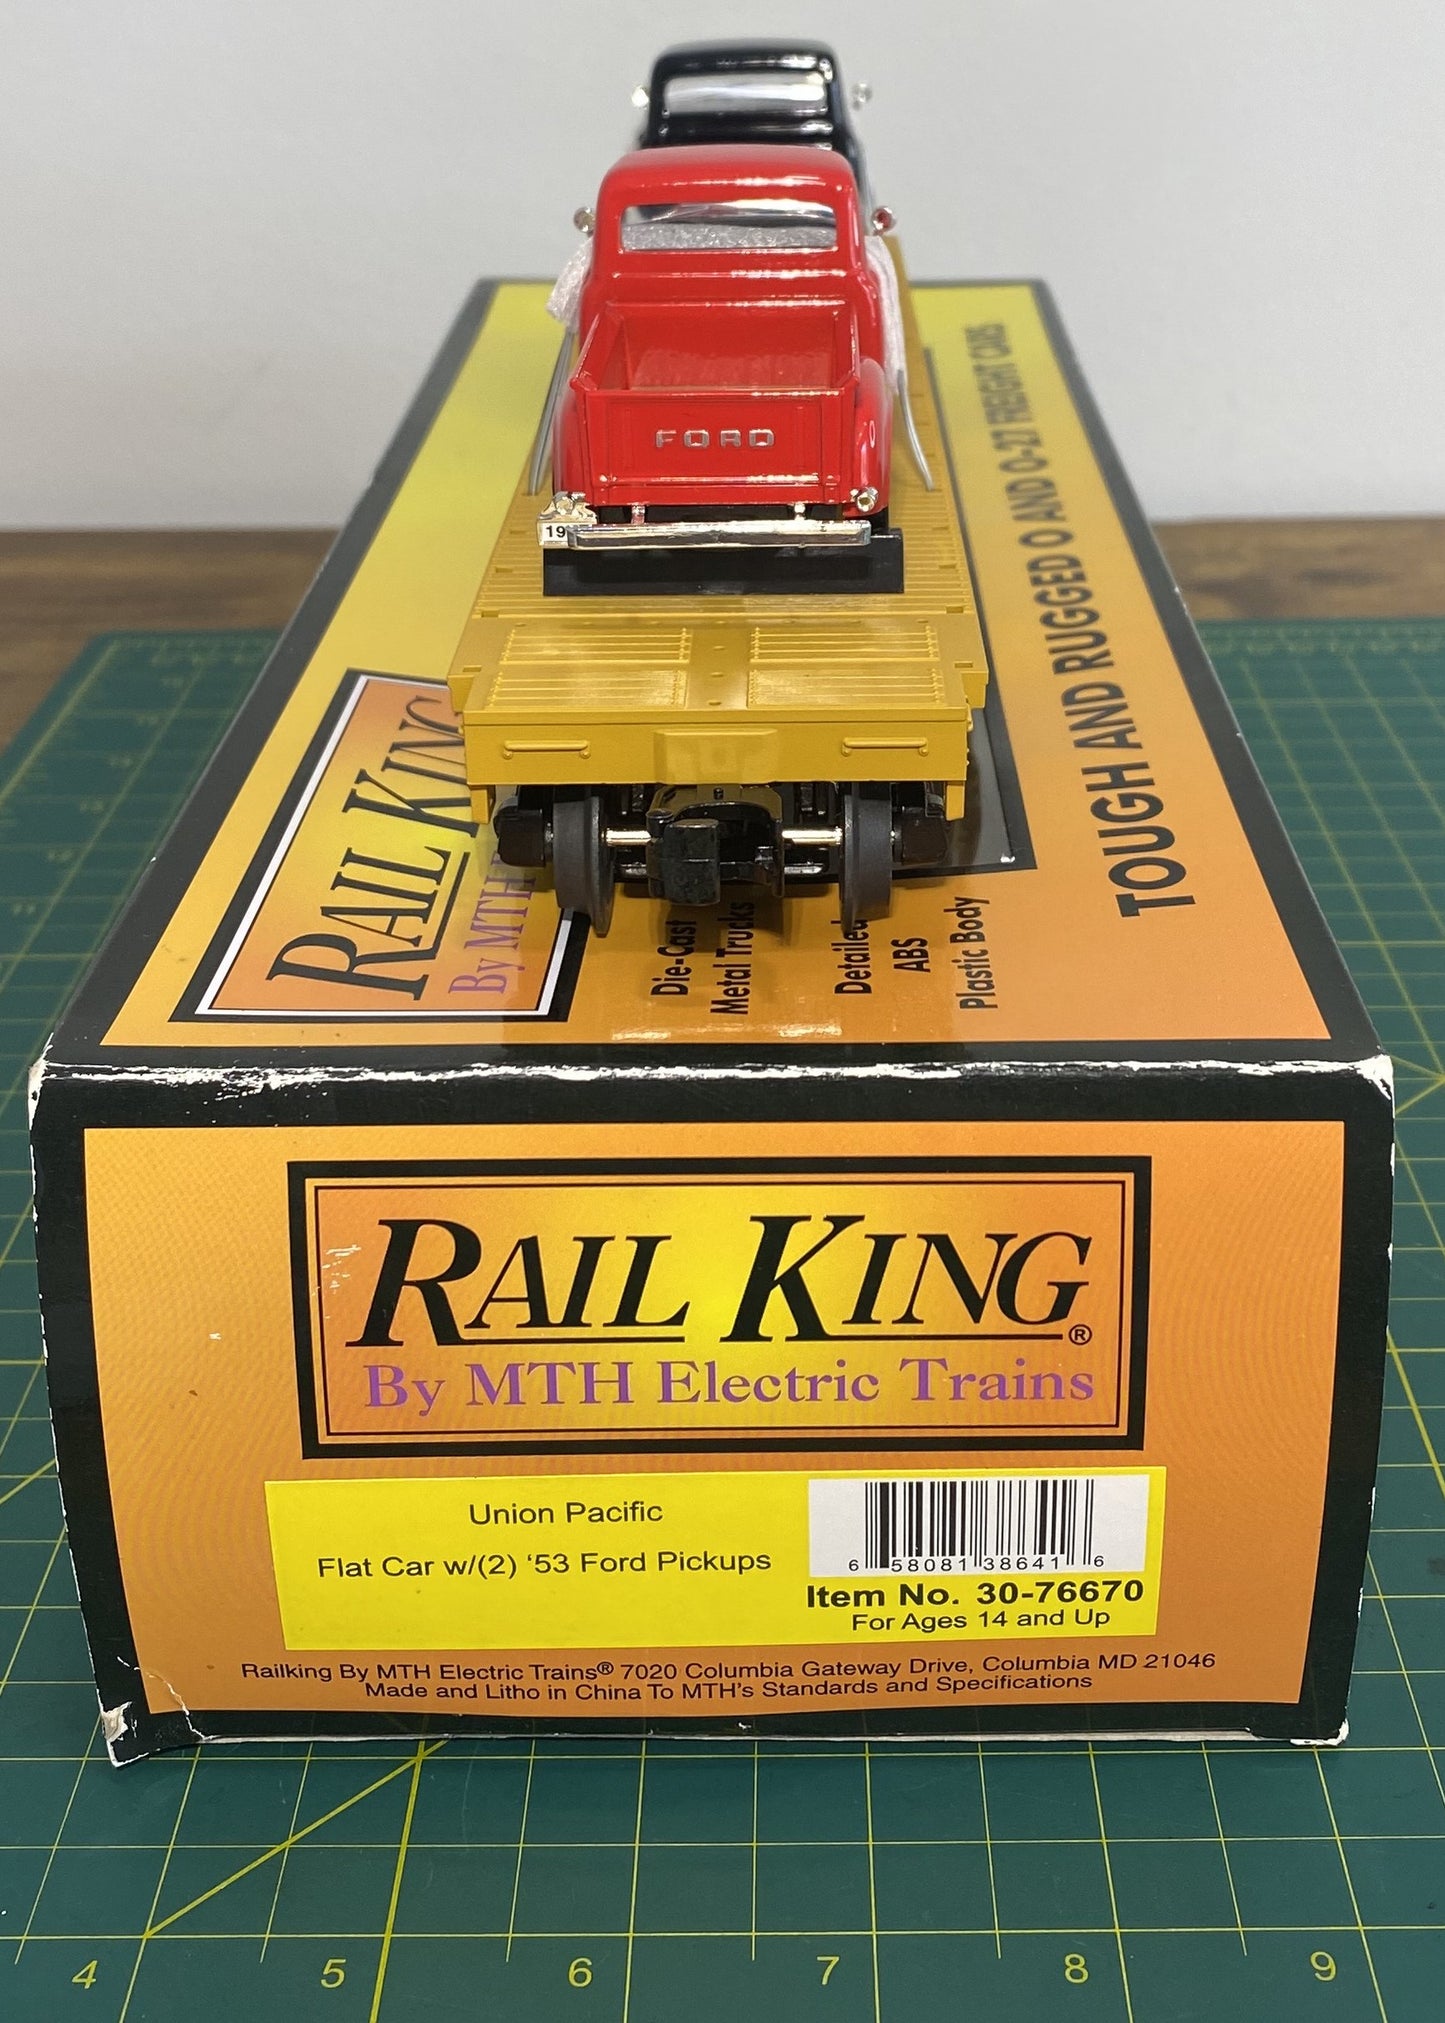 FORD
19
TOUGH AND RUGGED O AND O-27 FREIGHT CARS
RAIL KING
By MTH
Die-Cast
Metal Trucks
Detailed
ABS
Plastic Body
RAIL KING®
By MTH Electric Trains
Union Pacific
Flat Car w/(2) ‘53 Ford Pickups
6 58081 38641 6
Item No. 30-76670
For Ages 14 and Up
Railking By MTH Electric Trains® 7020 Columbia Gateway Drive, Columbia MD 21046
Made and Litho in China To MTH's Standards and Specifications
4 5 6 7 8 9